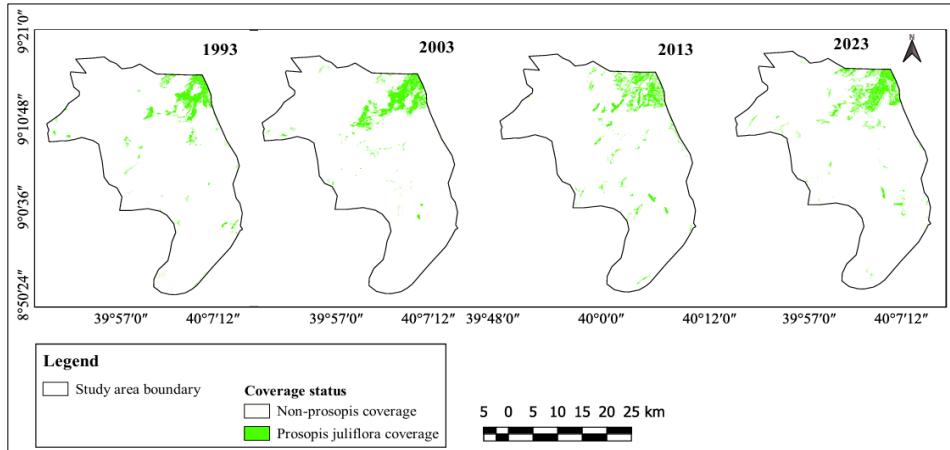 1993
2003
2013
2023
N
9°21′0″
9°10′48″
9°0′36″
8°50′24″
39°57′0″ 40°7′12″ 39°57′0″ 40°7′12″ 39°48′0″ 40°0′0″ 40°12′0″ 39°57′0″ 40°7′12″
Legend
Study area boundary
Coverage status
Non-prosopis coverage
Prosopis juliflora coverage
5 0 5 10 15 20 25 km